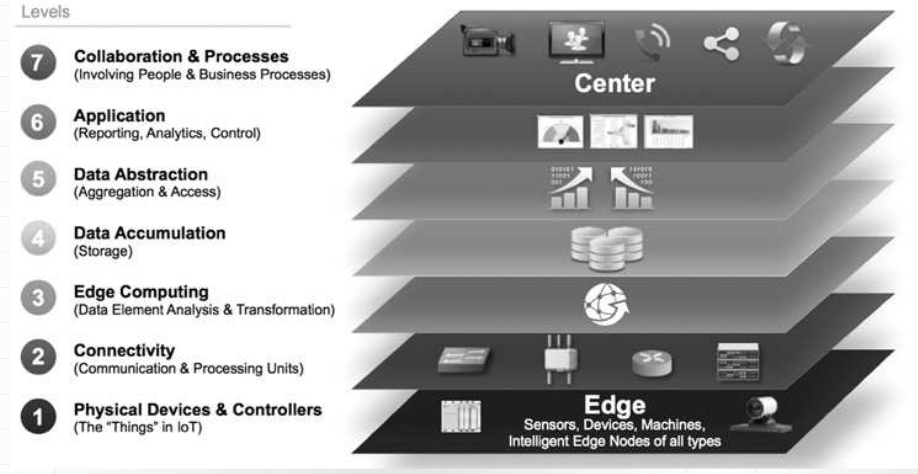 Levels
7
Collaboration & Processes
(Involving People & Business Processes)
Center
6
Application
(Reporting, Analytics, Control)
5
Data Abstraction
(Aggregation & Access)
4
Data Accumulation
(Storage)
3
Edge Computing
(Data Element Analysis & Transformation)
2
Connectivity
(Communication & Processing Units)
1
Physical Devices & Controllers
(The "Things" in IoT)
Edge
Sensors, Devices, Machines,
Intelligent Edge Nodes of all types